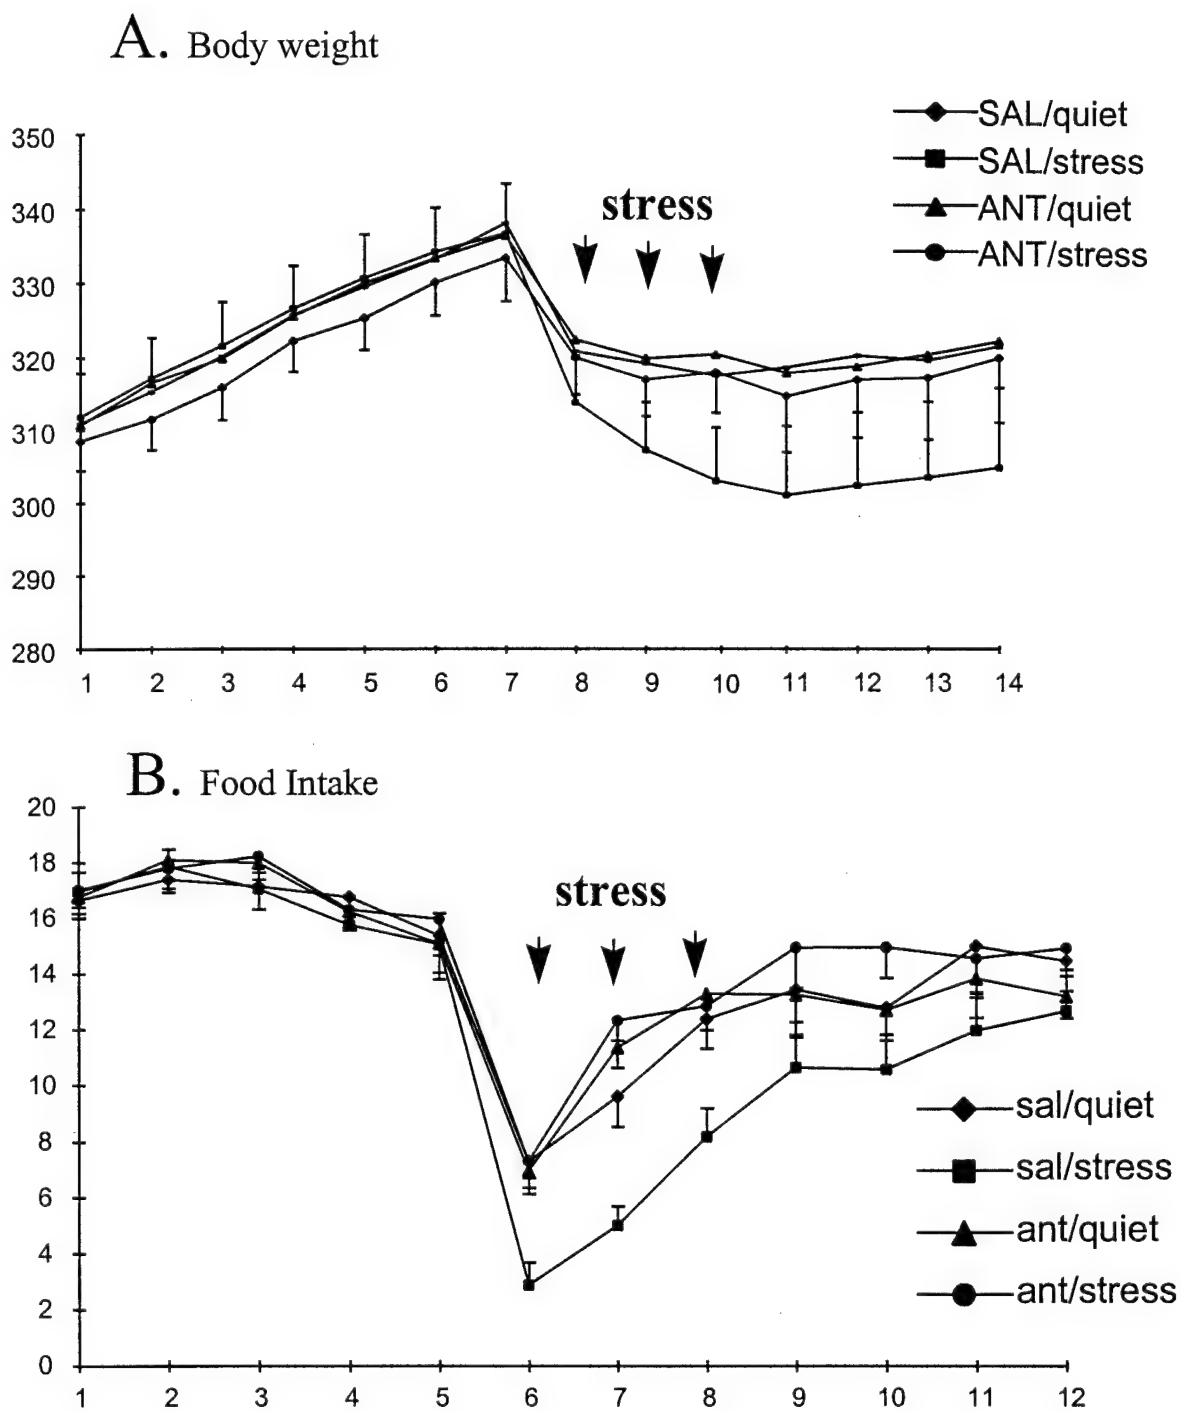 A. Body weight
SAL/quiet
SAL/stress
ANT/quiet
ANT/stress
stress
350
340
330
320
310
300
290
280
1 2 3 4 5 6 7 8 9 10 11 12 13 14
B. Food Intake
stress
20
18
16
14
12
10
8
6
4
2
0
sal/quiet
sal/stress
ant/quiet
ant/stress
1 2 3 4 5 6 7 8 9 10 11 12